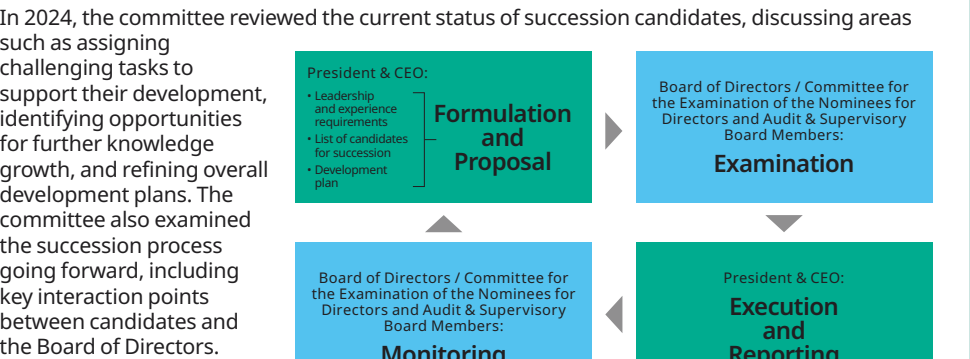 In 2024, the committee reviewed the current status of succession candidates, discussing areas
such as assigning
challenging tasks to
support their development,
identifying opportunities
for further knowledge
growth, and refining overall
development plans. The
committee also examined
the succession process
going forward, including
key interaction points
between candidates and
the Board of Directors.
President & CEO:
• Leadership
and experience
requirements
• List of candidates
for succession
• Development
plan
Formulation
and
Proposal
Board of Directors / Committee for
the Examination of the Nominees for
Directors and Audit & Supervisory
Board Members:
Examination
Board of Directors / Committee for
the Examination of the Nominees for
Directors and Audit & Supervisory
Board Members:
Monitoring
President & CEO:
Execution
and
Reporting